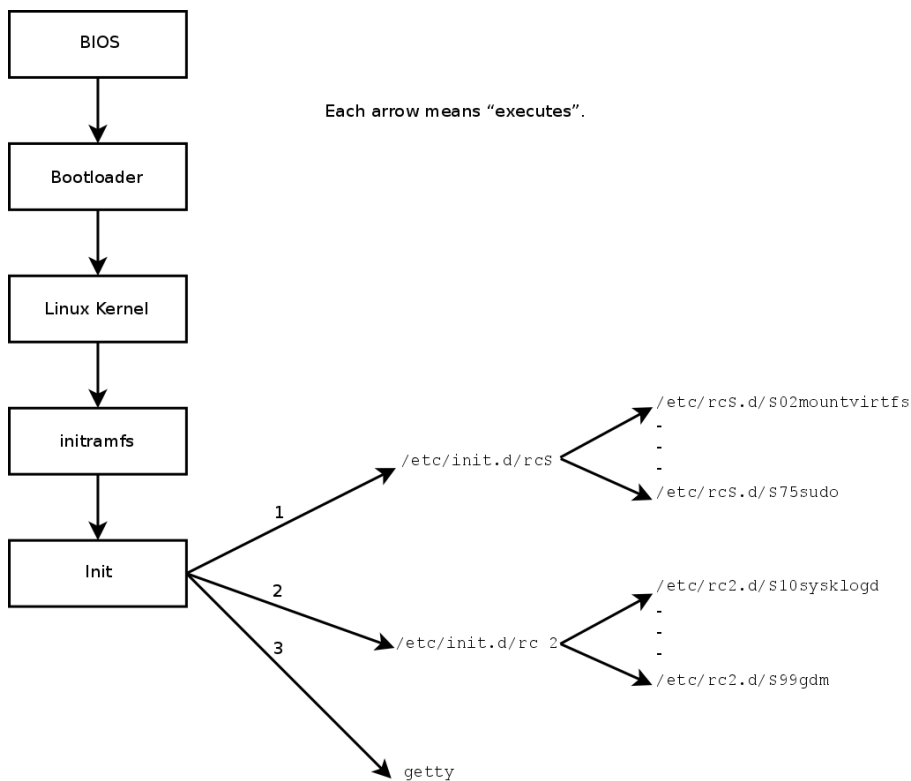 BIOS
Each arrow means “executes”.
Bootloader
Linux Kernel
initramfs
Init
1
2
3
/etc/init.d/rcS
/etc/rcS.d/S02mountvirtfs
-
-
-
/etc/rcS.d/S75sudo
/etc/init.d/rc 2
/etc/rc2.d/S10sysklogd
-
-
-
/etc/rc2.d/S99gdm
getty